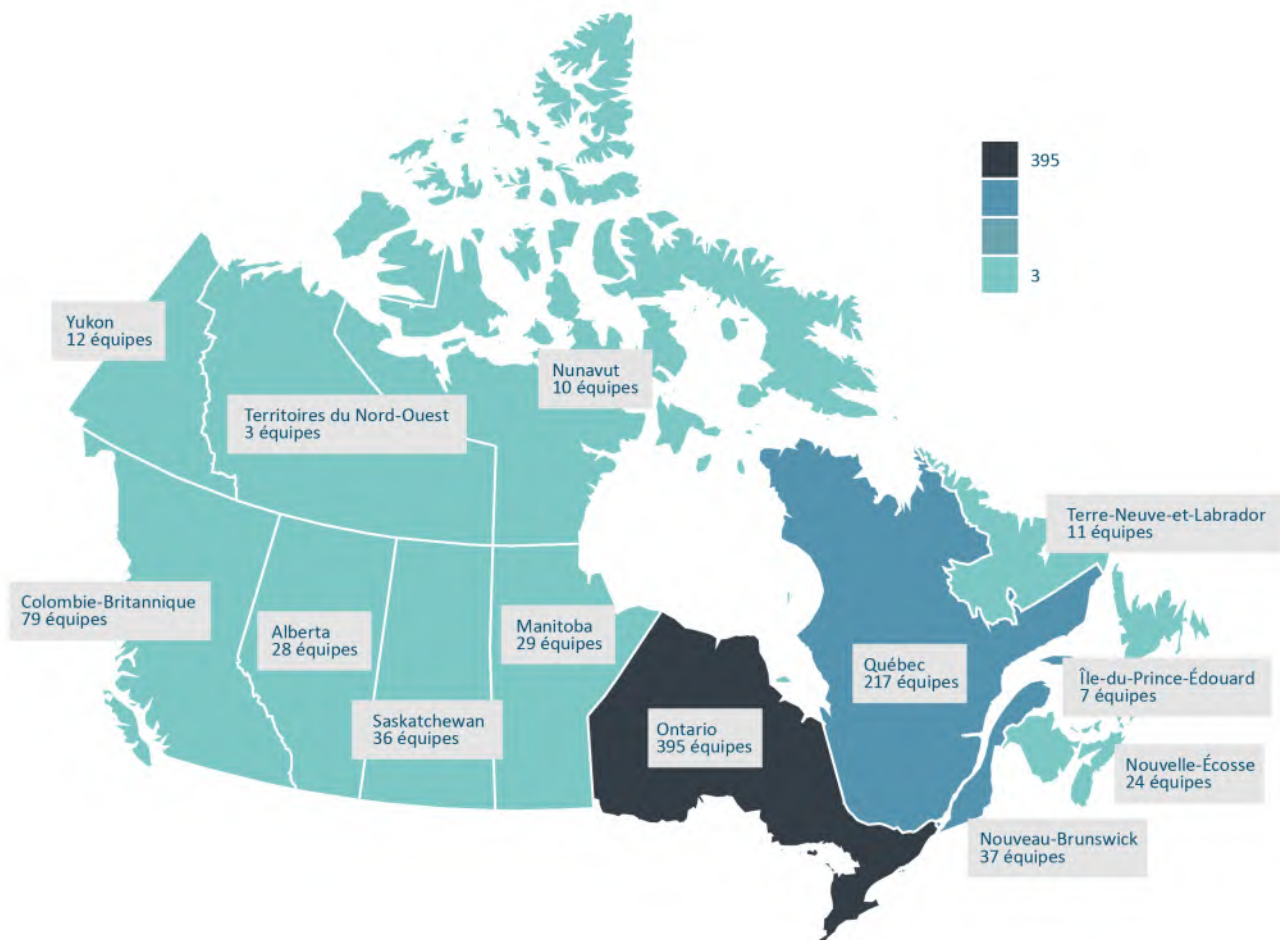 395
3
Yukon
12 équipes
Nunavut
10 équipes
Territoires du Nord-Ouest
3 équipes
Terre-Neuve-et-Labrador
11 équipes
Colombie-Britannique
79 équipes
Alberta
28 équipes
Manitoba
29 équipes
Québec
217 équipes
Île-du-Prince-Édouard
7 équipes
Saskatchewan
36 équipes
Ontario
395 équipes
Nouvelle-Écosse
24 équipes
Nouveau-Brunswick
37 équipes